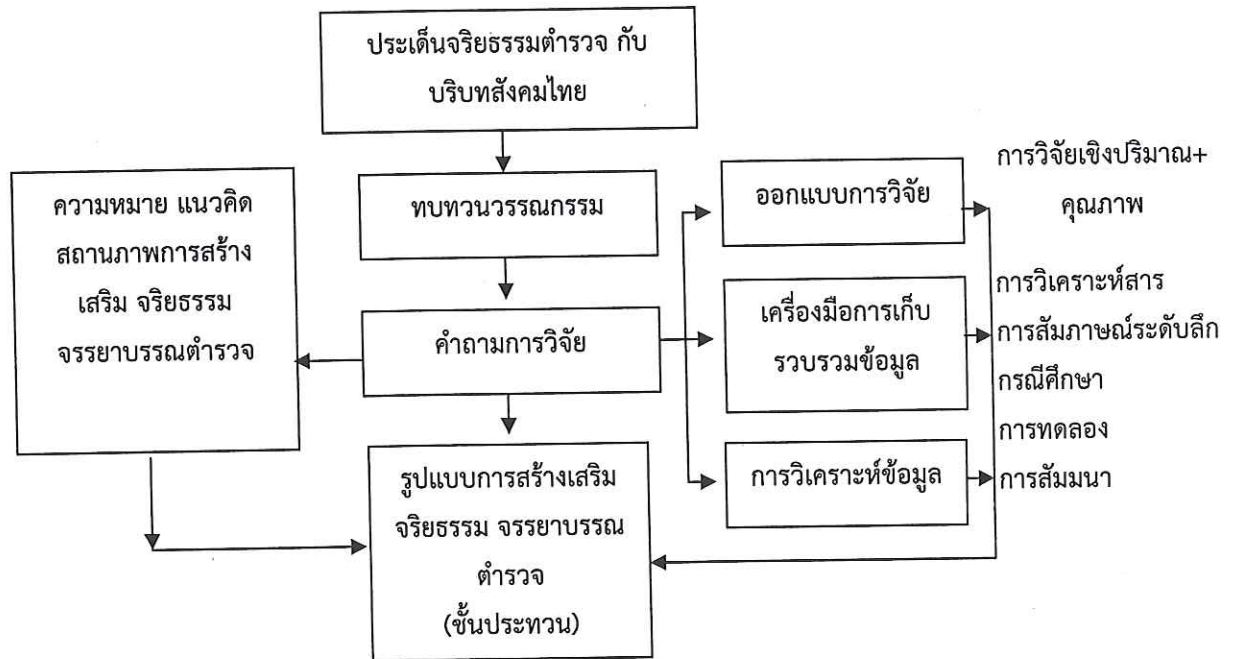 ประเด็นจริยธรรมตำรวจ กับ
บริบทสังคมไทย
ทบทวนวรรณกรรม
คำถามการวิจัย
ความหมาย แนวคิด
สถานภาพการสร้าง
เสริม จริยธรรม
จรรยาบรรณตำรวจ
รูปแบบการสร้างเสริม
จริยธรรม จรรยาบรรณ
ตำรวจ
(ชั้นประทวน)
ออกแบบการวิจัย
เครื่องมือการเก็บ
รวบรวมข้อมูล
การวิเคราะห์ข้อมูล
การวิจัยเชิงปริมาณ+
คุณภาพ
การวิเคราะห์สาร
การสัมภาษณ์ระดับลึก
กรณีศึกษา
การทดลอง
การสัมมนา